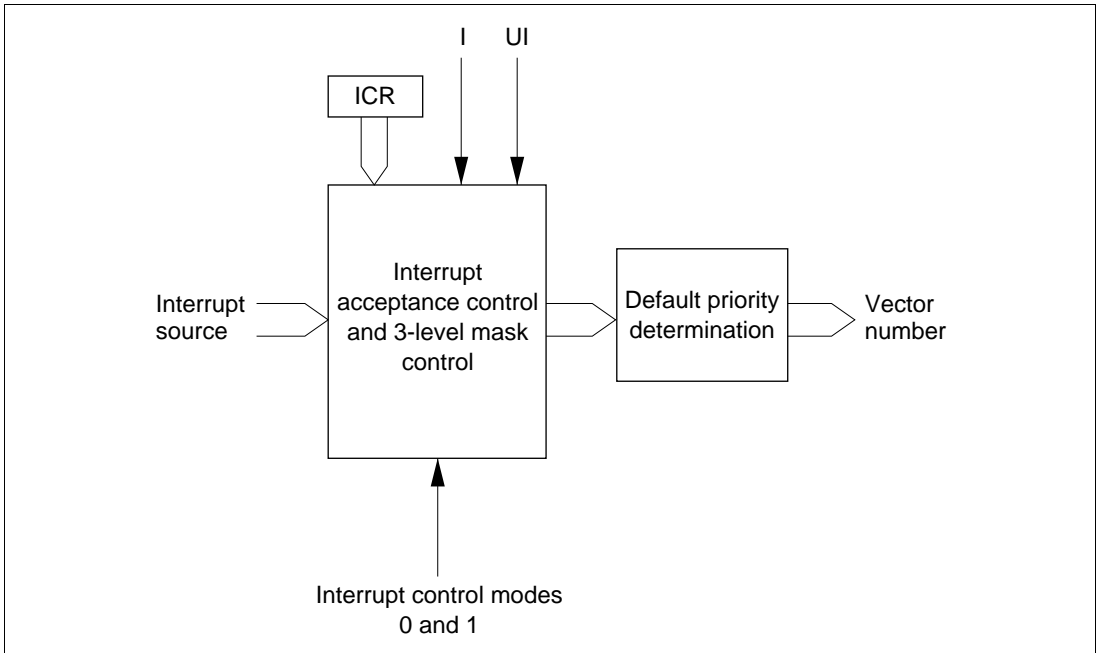 I UI
ICR
Interrupt
acceptance control
and 3-level mask
control
Interrupt
source
Default priority
determination
Vector
number
Interrupt control modes
0 and 1